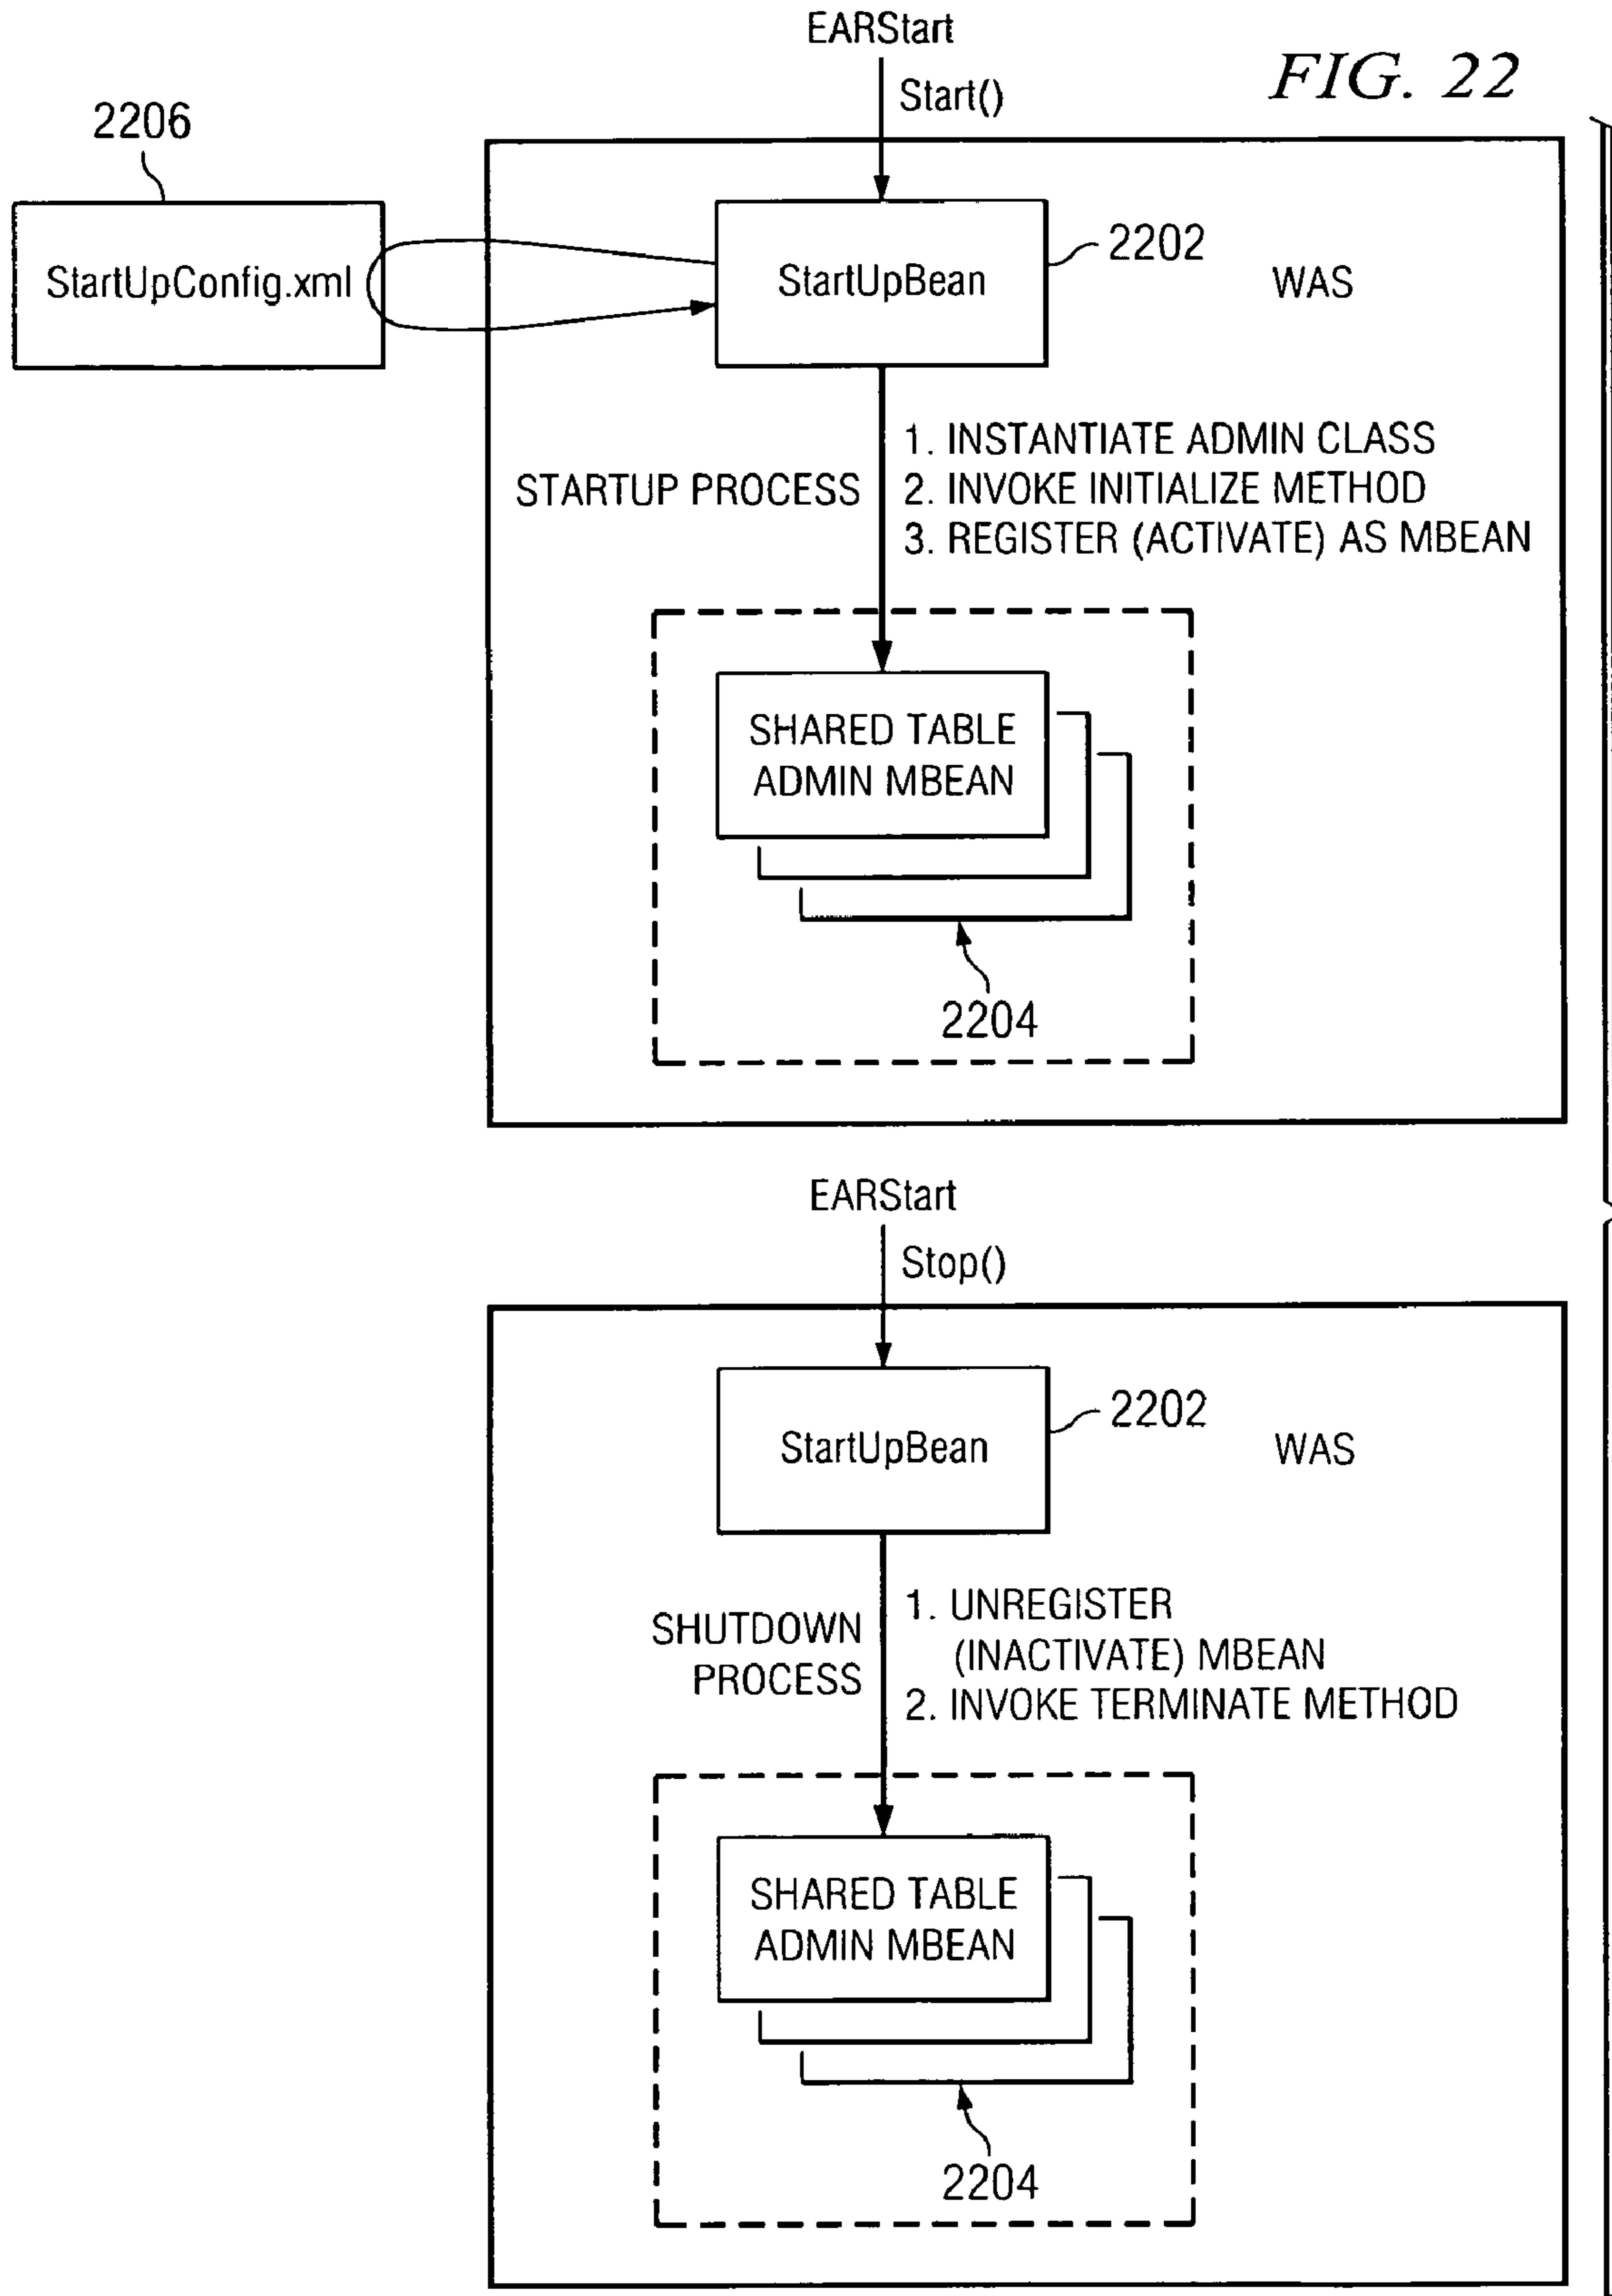 EARStart
FIG. 22
Start()
2206
StartUpConfig.xml
StartUpBean
2202
WAS
STARTUP PROCESS
1. INSTANTIATE ADMIN CLASS
2. INVOKE INITIALIZE METHOD
3. REGISTER (ACTIVATE) AS MBEAN
SHARED TABLE
ADMIN MBEAN
2204
EARStart
Stop()
StartUpBean
2202
WAS
SHUTDOWN
PROCESS
1. UNREGISTER
(INACTIVATE) MBEAN
2. INVOKE TERMINATE METHOD
SHARED TABLE
ADMIN MBEAN
2204